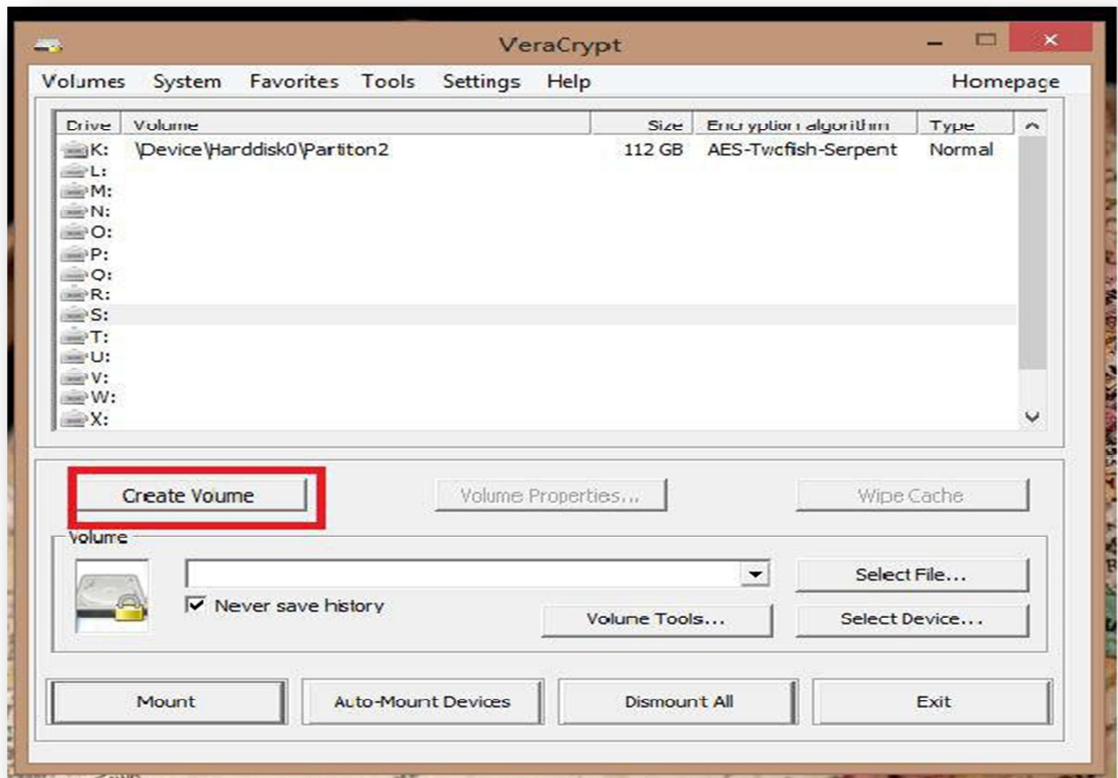 VeraCrypt
Volumes System Favorites Tools Settings Help Homepage
Drive Volume Size Encryption algorithm Type
K: \Device\Harddisk0\Partiton2 112 GB AES-Twofish-Serpent Normal
L:
M:
N:
O:
P:
Q:
R:
S:
T:
U:
V:
W:
X:
Create Voume Volume Properties... Wipe Cache
Volume
Select File...
Never save history
Volume Tools... Select Device...
Mount Auto-Mount Devices Dismount All Exit